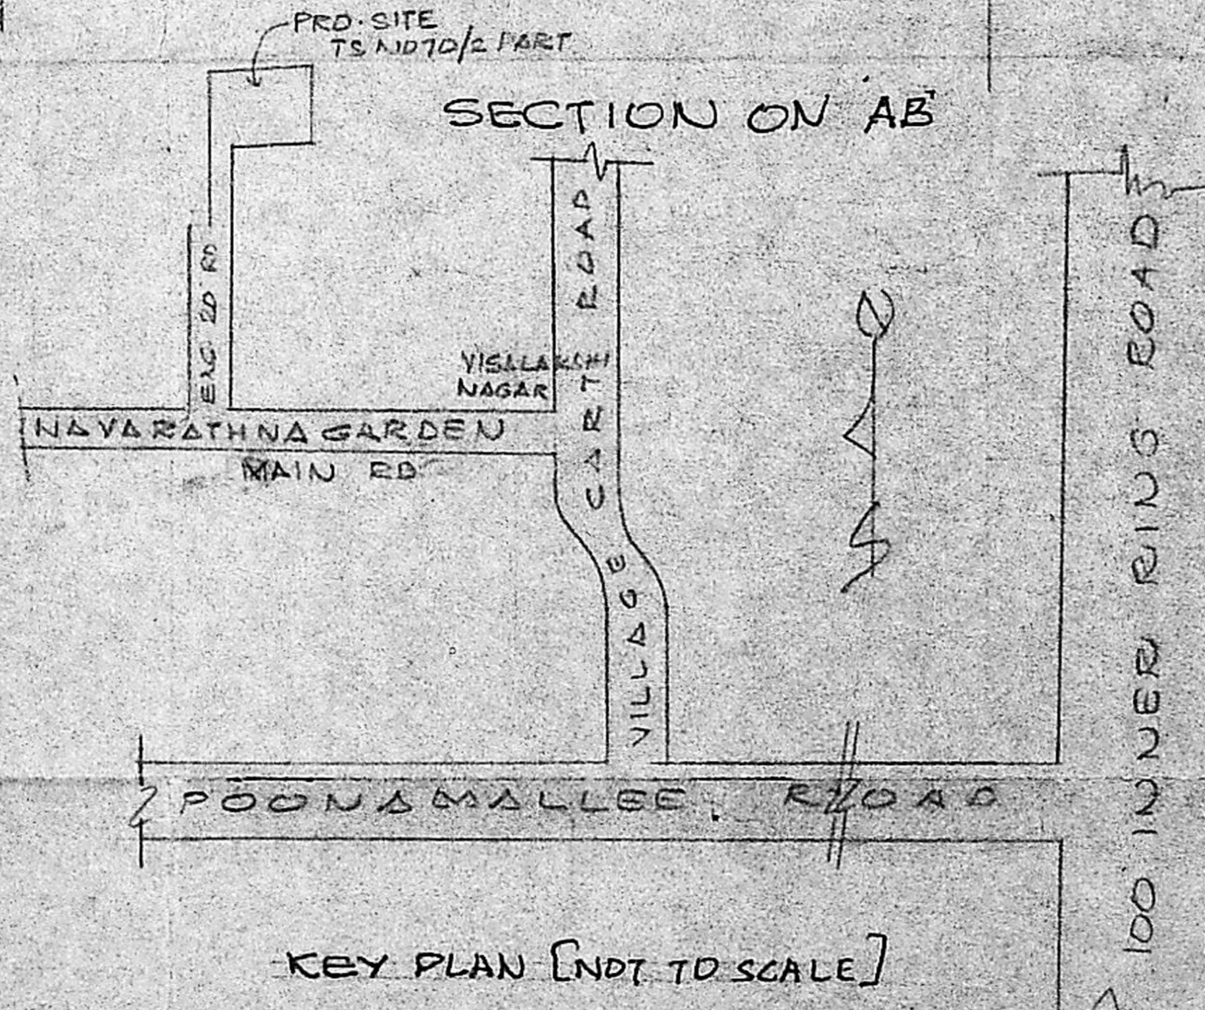 PRO. SITE
TS NO 70/2 PART
SECTION ON AB
CART ROAD
VISALAKSHI
NAGAR
NAVARATHNA GARDEN
MAIN RD
VILLAGE
POONAMALLEE ROAD
100 INNER RING ROAD
KEY PLAN [NOT TO SCALE]